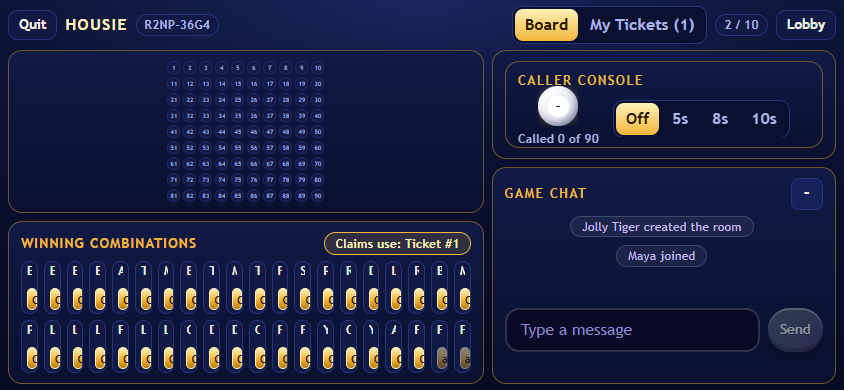 Quit HOUSIE R2NP-36G4 Board My Tickets (1) 2 / 10 Lobby
1 2 3 4 5 6 7 8 9 10
11 12 13 14 15 16 17 18 19 20
21 22 23 24 25 26 27 28 29 30
31 32 33 34 35 36 37 38 39 40
41 42 43 44 45 46 47 48 49 50
51 52 53 54 55 56 57 58 59 60
61 62 63 64 65 66 67 68 69 70
71 72 73 74 75 76 77 78 79 80
81 82 83 84 85 86 87 88 89 90
CALLER CONSOLE
-
Called 0 of 90
Off 5s 8s 10s
WINNING COMBINATIONS
Claims use: Ticket #1
GAME CHAT
-
Jolly Tiger created the room
Maya joined
Type a message
Send